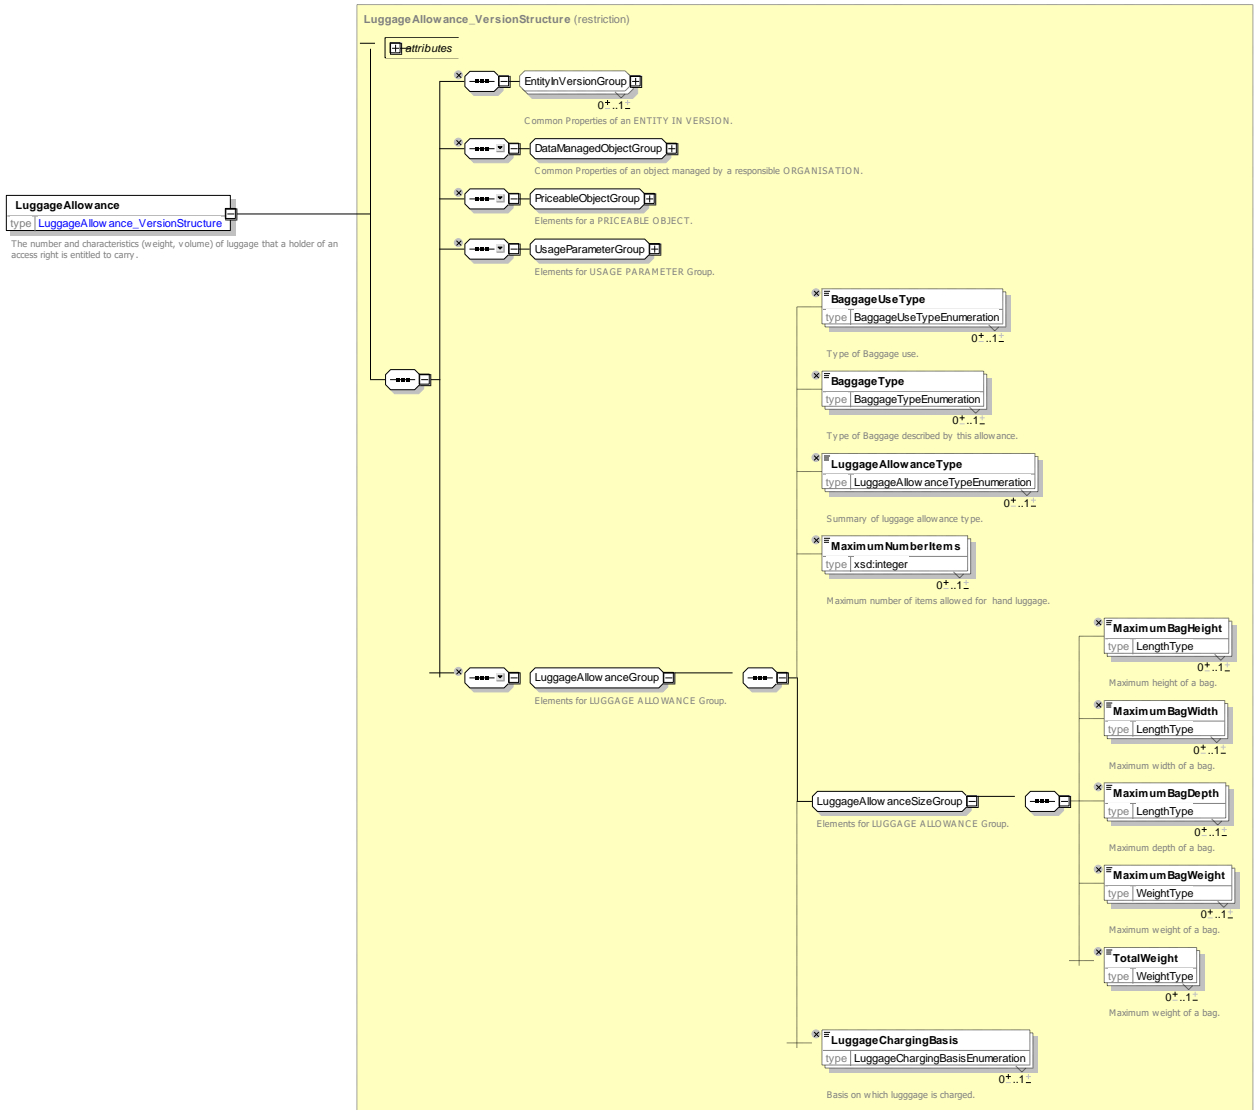 LuggageAllowance_VersionStructure (restriction)
attributes
EntityInVersionGroup
0..1
Common Properties of an ENTITY IN VERSION.
DataManagedObjectGroup
Common Properties of an object managed by a responsible ORGANISATION.
LuggageAllowance
type LuggageAllowance_VersionStructure
The number and characteristics (weight, volume) of luggage that a holder of an
access right is entitled to carry.
PriceableObjectGroup
Elements for a PRICEABLE OBJECT.
UsageParameterGroup
Elements for USAGE PARAMETER Group.
BaggageUseType
type BaggageUseTypeEnumeration
0..1
Type of Baggage use.
BaggageType
type BaggageTypeEnumeration
0..1
Type of Baggage described by this allowance.
LuggageAllowanceType
type LuggageAllowanceTypeEnumeration
0..1
Summary of luggage allowance type.
MaximumNumberItems
type xsd:integer
0..1
Maximum number of items allowed for hand luggage.
LuggageAllowanceGroup
Elements for LUGGAGE ALLOWANCE Group.
MaximumBagHeight
type LengthType
0..1
Maximum height of a bag.
MaximumBagWidth
type LengthType
0..1
Maximum width of a bag.
LuggageAllowanceSizeGroup
Elements for LUGGAGE ALLOWANCE Group.
MaximumBagDepth
type LengthType
0..1
Maximum depth of a bag.
MaximumBagWeight
type WeightType
0..1
Maximum weight of a bag.
TotalWeight
type WeightType
0..1
Maximum weight of a bag.
LuggageChargingBasis
type LuggageChargingBasisEnumeration
0..1
Basis on which lugggage is charged.